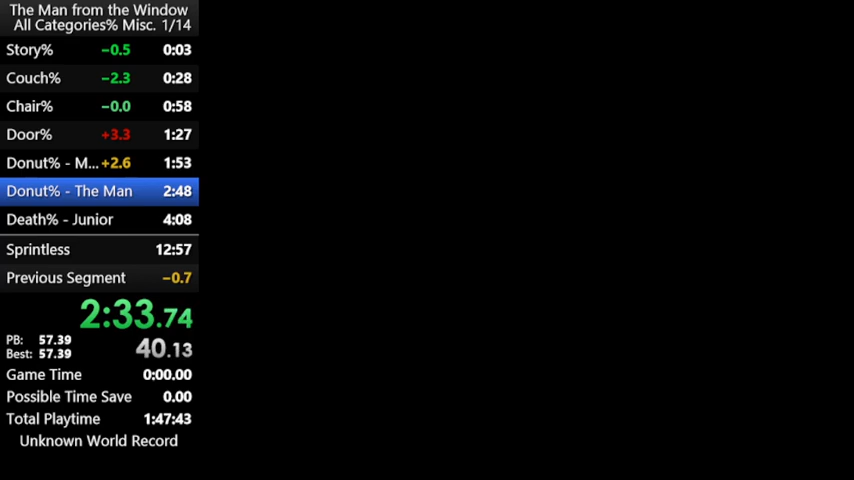 The Man from the Window
All Categories% Misc. 1/14
Story% −0.5 0:03
Couch% −2.3 0:28
Chair% −0.0 0:58
Door% +3.3 1:27
Donut% - M... +2.6 1:53
Donut% - The Man 2:48
Death% - Junior 4:08
Sprintless 12:57
Previous Segment −0.7
2:33.74
PB: 57.39 40.13
Best: 57.39
Game Time 0:00.00
Possible Time Save 0.00
Total Playtime 1:47:43
Unknown World Record